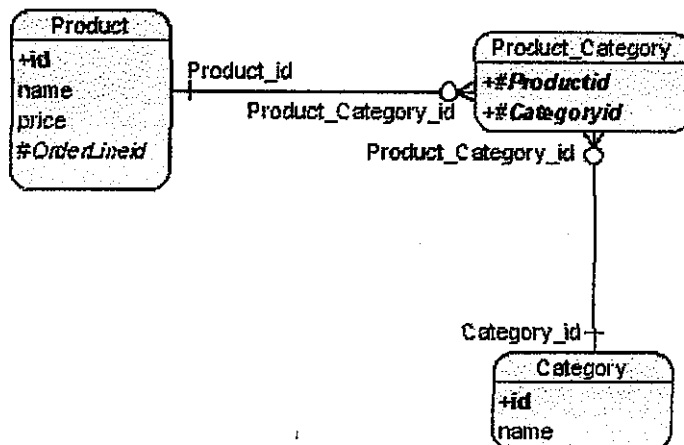 Product
+id
name
price
#OrderLineid
Product_id
Product_Category_id
Product_Category
+#Productid
+#Categoryid
Product_Category_id
Category_id
Category
+id
name